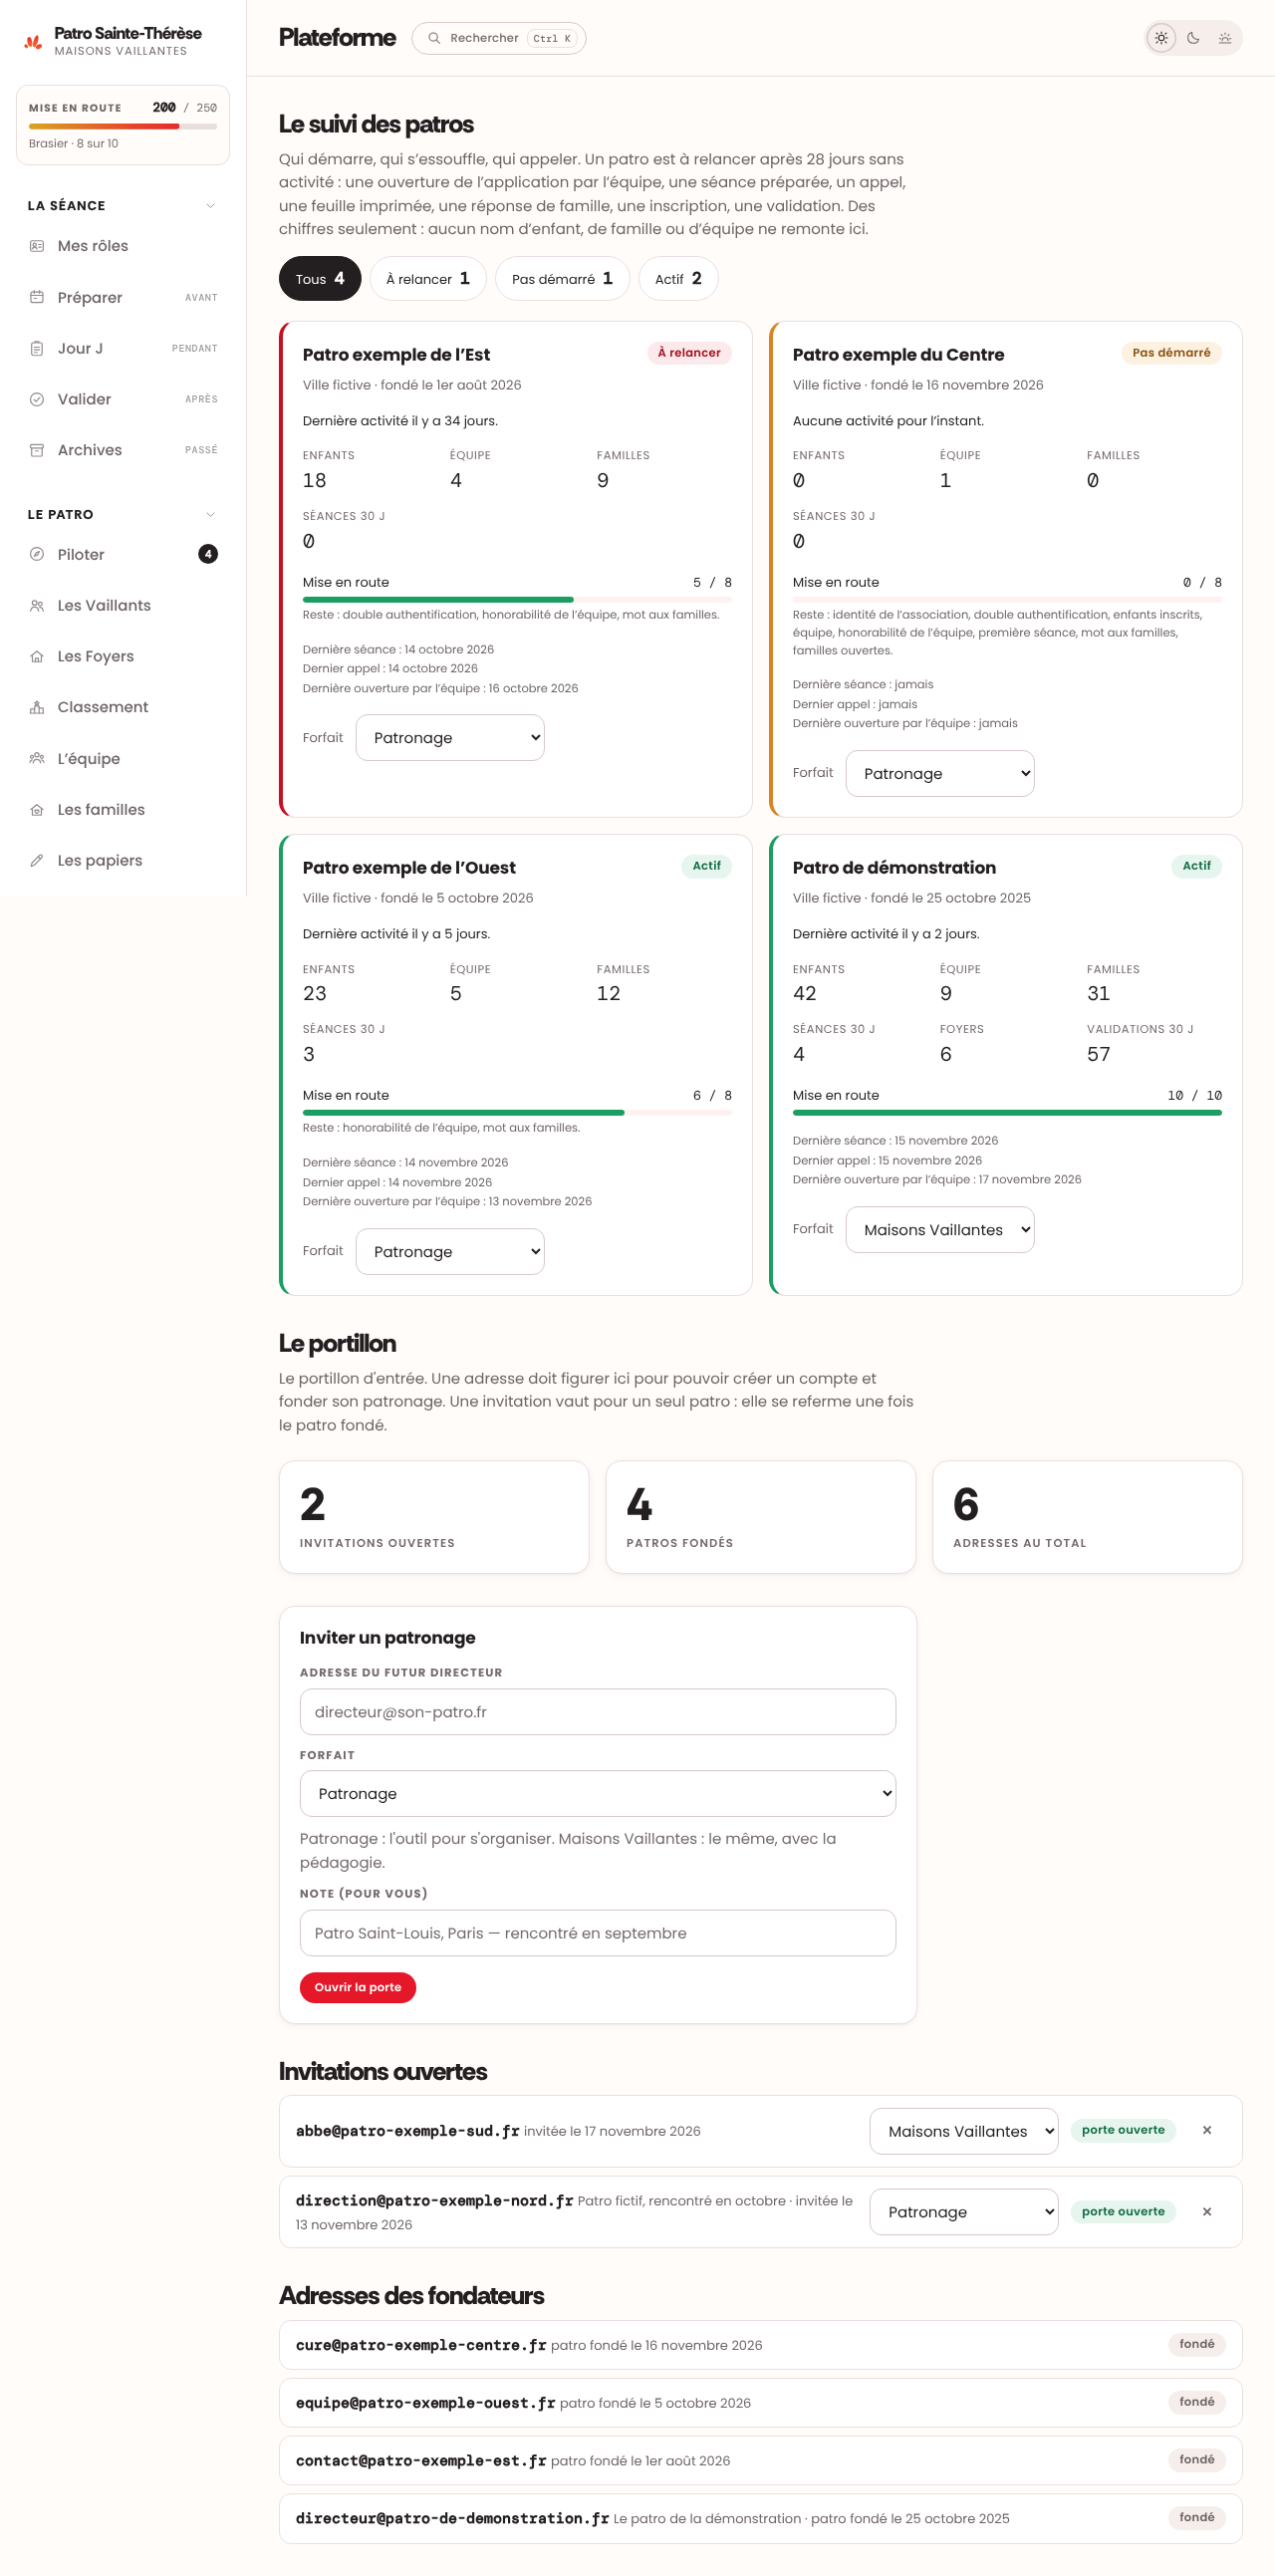 Patro Sainte-Thérèse
MAISONS VAILLANTES
MISE EN ROUTE 200 / 250
Brasier · 8 sur 10
LA SÉANCE
Mes rôles
Préparer AVANT
Jour J PENDANT
Valider APRÈS
Archives PASSÉ
LE PATRO
Piloter 4
Les Vaillants
Les Foyers
Classement
L’équipe
Les familles
Les papiers
Plateforme Rechercher Ctrl K
Le suivi des patros
Qui démarre, qui s’essouffle, qui appeler. Un patro est à relancer après 28 jours sans
activité : une ouverture de l’application par l’équipe, une séance préparée, un appel,
une feuille imprimée, une réponse de famille, une inscription, une validation. Des
chiffres seulement : aucun nom d’enfant, de famille ou d’équipe ne remonte ici.
Tous 4 À relancer 1 Pas démarré 1 Actif 2
Patro exemple de l’Est À relancer
Ville fictive · fondé le 1er août 2026
Dernière activité il y a 34 jours.
ENFANTS ÉQUIPE FAMILLES
18 4 9
SÉANCES 30 J
0
Mise en route 5 / 8
Reste : double authentification, honorabilité de l’équipe, mot aux familles.
Dernière séance : 14 octobre 2026
Dernier appel : 14 octobre 2026
Dernière ouverture par l’équipe : 16 octobre 2026
Forfait Patronage
Patro exemple du Centre Pas démarré
Ville fictive · fondé le 16 novembre 2026
Aucune activité pour l’instant.
ENFANTS ÉQUIPE FAMILLES
0 1 0
SÉANCES 30 J
0
Mise en route 0 / 8
Reste : identité de l’association, double authentification, enfants inscrits,
équipe, honorabilité de l’équipe, première séance, mot aux familles,
familles ouvertes.
Dernière séance : jamais
Dernier appel : jamais
Dernière ouverture par l’équipe : jamais
Forfait Patronage
Patro exemple de l’Ouest Actif
Ville fictive · fondé le 5 octobre 2026
Dernière activité il y a 5 jours.
ENFANTS ÉQUIPE FAMILLES
23 5 12
SÉANCES 30 J
3
Mise en route 6 / 8
Reste : honorabilité de l’équipe, mot aux familles.
Dernière séance : 14 novembre 2026
Dernier appel : 14 novembre 2026
Dernière ouverture par l’équipe : 13 novembre 2026
Forfait Patronage
Patro de démonstration Actif
Ville fictive · fondé le 25 octobre 2025
Dernière activité il y a 2 jours.
ENFANTS ÉQUIPE FAMILLES
42 9 31
SÉANCES 30 J FOYERS VALIDATIONS 30 J
4 6 57
Mise en route 10 / 10
Dernière séance : 15 novembre 2026
Dernier appel : 15 novembre 2026
Dernière ouverture par l’équipe : 17 novembre 2026
Forfait Maisons Vaillantes
Le portillon
Le portillon d'entrée. Une adresse doit figurer ici pour pouvoir créer un compte et
fonder son patronage. Une invitation vaut pour un seul patro : elle se referme une fois
le patro fondé.
2
INVITATIONS OUVERTES
4
PATROS FONDÉS
6
ADRESSES AU TOTAL
Inviter un patronage
ADRESSE DU FUTUR DIRECTEUR
directeur@son-patro.fr
FORFAIT
Patronage
Patronage : l'outil pour s'organiser. Maisons Vaillantes : le même, avec la
pédagogie.
NOTE (POUR VOUS)
Patro Saint-Louis, Paris — rencontré en septembre
Ouvrir la porte
Invitations ouvertes
abbe@patro-exemple-sud.fr invitée le 17 novembre 2026 Maisons Vaillantes porte ouverte ×
direction@patro-exemple-nord.fr Patro fictif, rencontré en octobre · invitée le
13 novembre 2026 Patronage porte ouverte ×
Adresses des fondateurs
cure@patro-exemple-centre.fr patro fondé le 16 novembre 2026 fondé
equipe@patro-exemple-ouest.fr patro fondé le 5 octobre 2026 fondé
contact@patro-exemple-est.fr patro fondé le 1er août 2026 fondé
directeur@patro-de-demonstration.fr Le patro de la démonstration · patro fondé le 25 octobre 2025 fondé